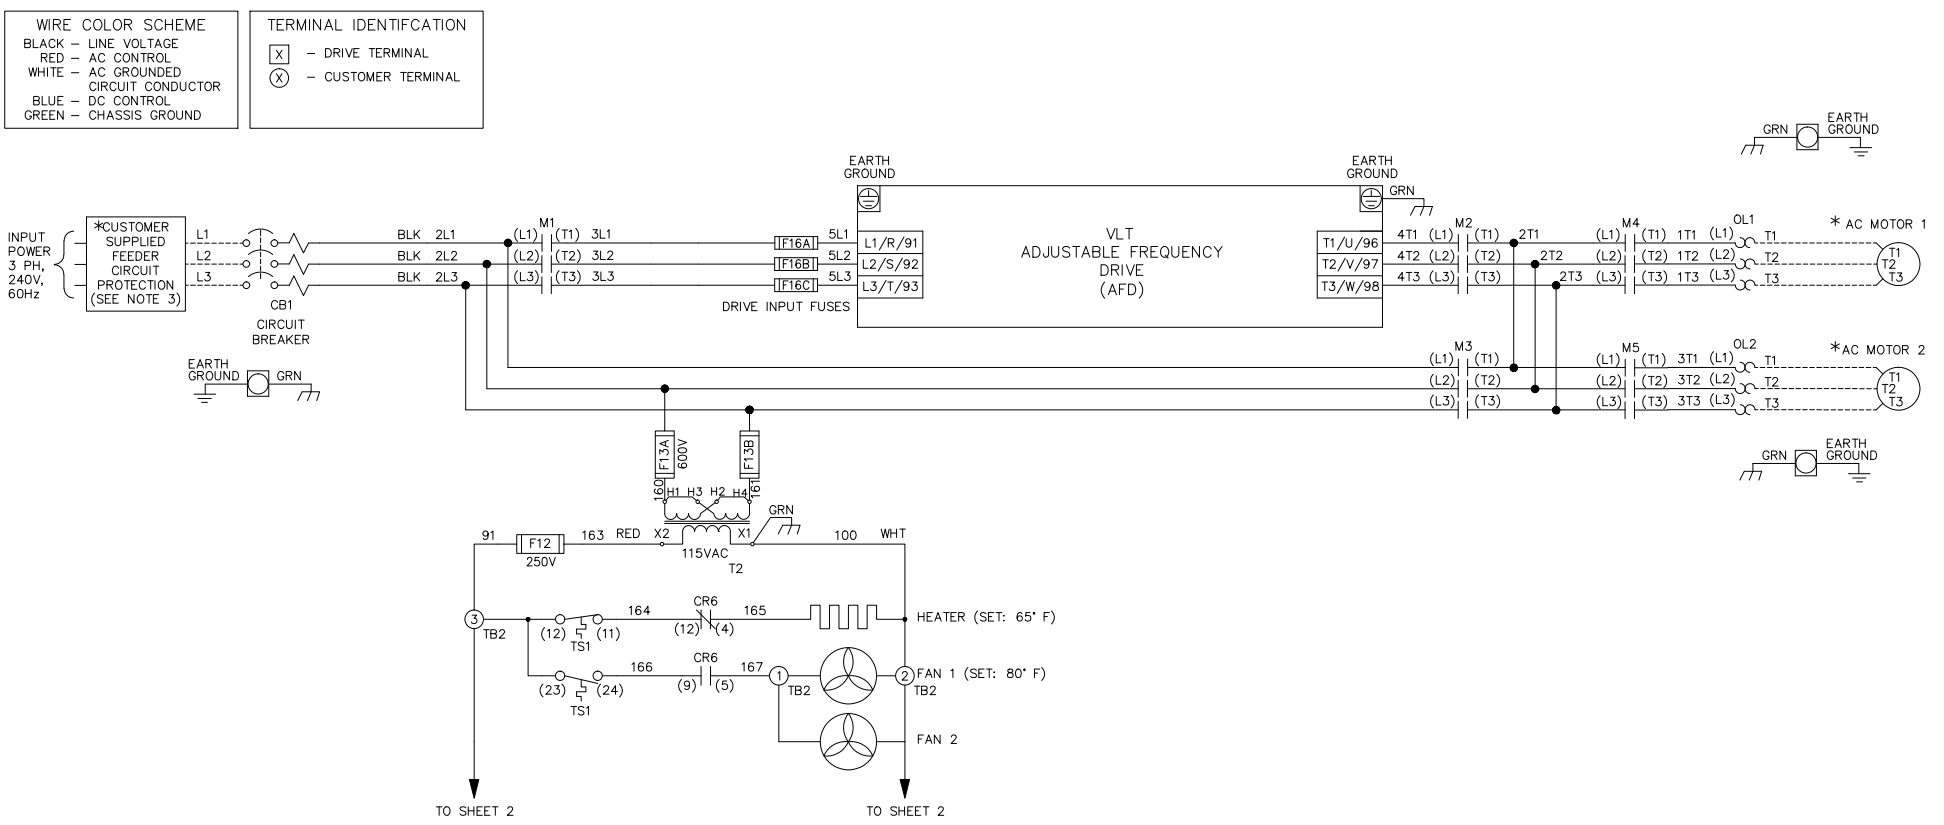 WIRE COLOR SCHEME
BLACK – LINE VOLTAGE
RED – AC CONTROL
WHITE – AC GROUNDED
CIRCUIT CONDUCTOR
BLUE – DC CONTROL
GREEN – CHASSIS GROUND
TERMINAL IDENTIFCATION
X – DRIVE TERMINAL
X – CUSTOMER TERMINAL
GRN
EARTH
GROUND
INPUT
POWER
3 PH,
240V,
60Hz
*CUSTOMER
SUPPLIED
FEEDER
CIRCUIT
PROTECTION
(SEE NOTE 3)
L1
L2
L3
CB1
CIRCUIT
BREAKER
EARTH
GROUND
GRN
BLK 2L1
BLK 2L2
BLK 2L3
M1
(L1) (T1) 3L1
(L2) (T2) 3L2
(L3) (T3) 3L3
F16A 5L1
F16B 5L2
F16C 5L3
DRIVE INPUT FUSES
EARTH
GROUND
L1/R/91
L2/S/92
L3/T/93
VLT
ADJUSTABLE FREQUENCY
DRIVE
(AFD)
EARTH
GROUND
GRN
T1/U/96
T2/V/97
T3/W/98
M2
4T1 (L1) (T1) 2T1
4T2 (L2) (T2) 2T2
4T3 (L3) (T3) 2T3
M4
(L1) (T1) 1T1 (L1)
(L2) (T2) 1T2 (L2)
(L3) (T3) 1T3 (L3)
OL1
T1
T2
T3
* AC MOTOR 1
T1
T2
T3
M3
(L1) (T1)
(L2) (T2)
(L3) (T3)
M5
(L1) (T1) 3T1 (L1)
(L2) (T2) 3T2 (L2)
(L3) (T3) 3T3 (L3)
OL2
T1
T2
T3
*AC MOTOR 2
T1
T2
T3
GRN
EARTH
GROUND
F13A
600V
F13B
160
161
H1 H3 H2 H4
GRN
91 F12 163 RED X2 X1 100 WHT
250V
115VAC
T2
3
TB2
164 CR6 165
(12) (11) (12) (4)
TS1
HEATER (SET: 65° F)
166 CR6 167
(23) (24) (9) (5)
TS1
1
TB2
2
TB2
FAN 1 (SET: 80° F)
FAN 2
TO SHEET 2
TO SHEET 2